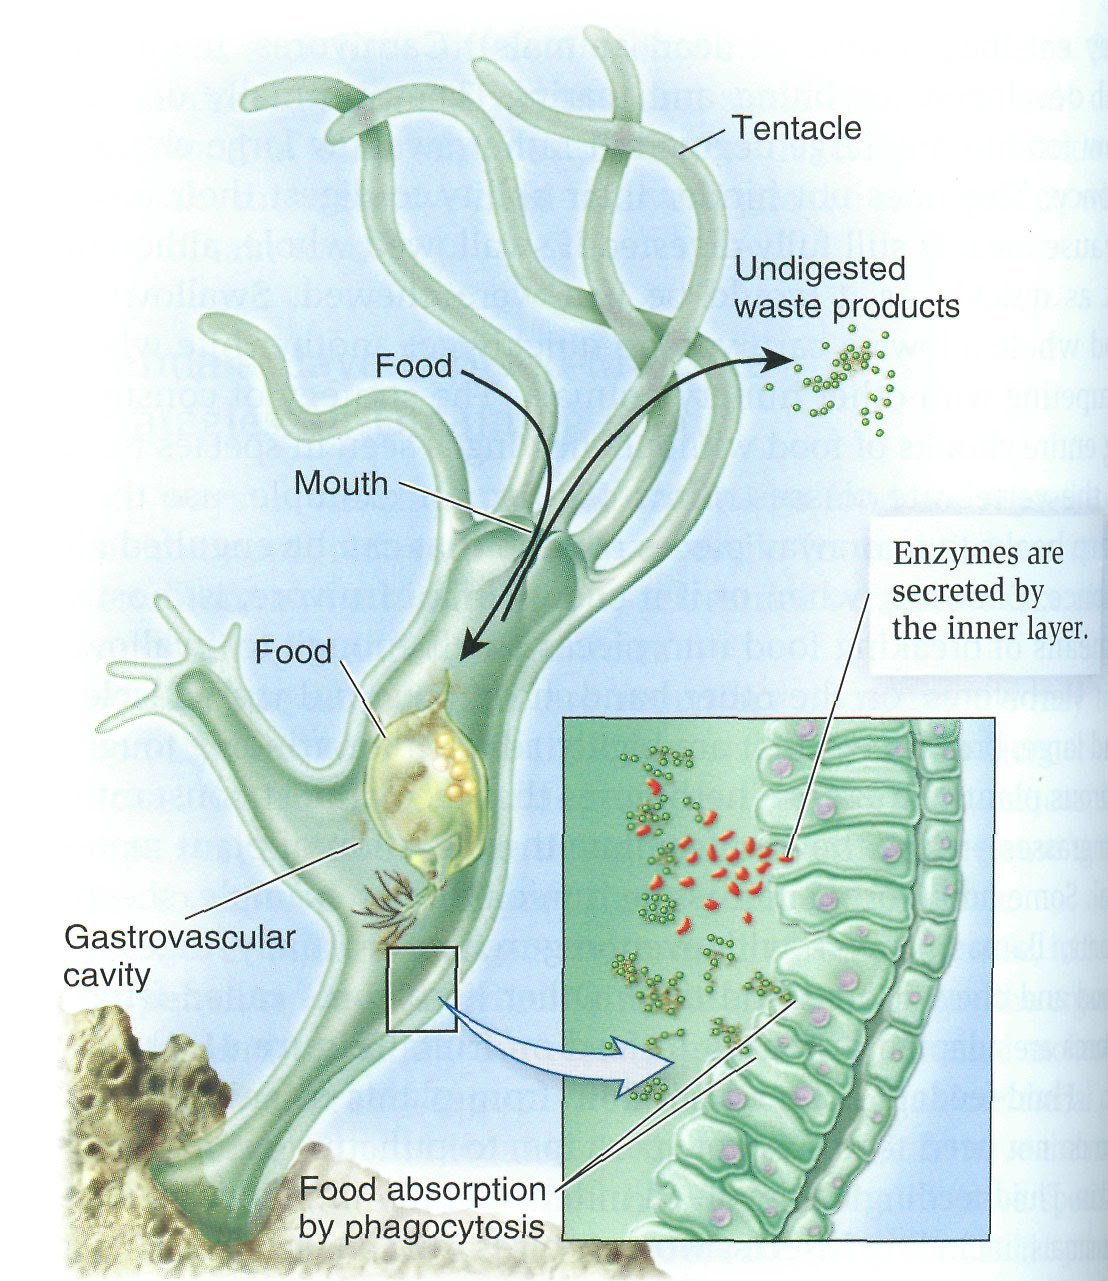 Tentacle
Undigested
waste products
Food
Mouth
Enzymes are
secreted by
the inner layer.
Food
Gastrovascular
cavity
Food absorption
by phagocytosis